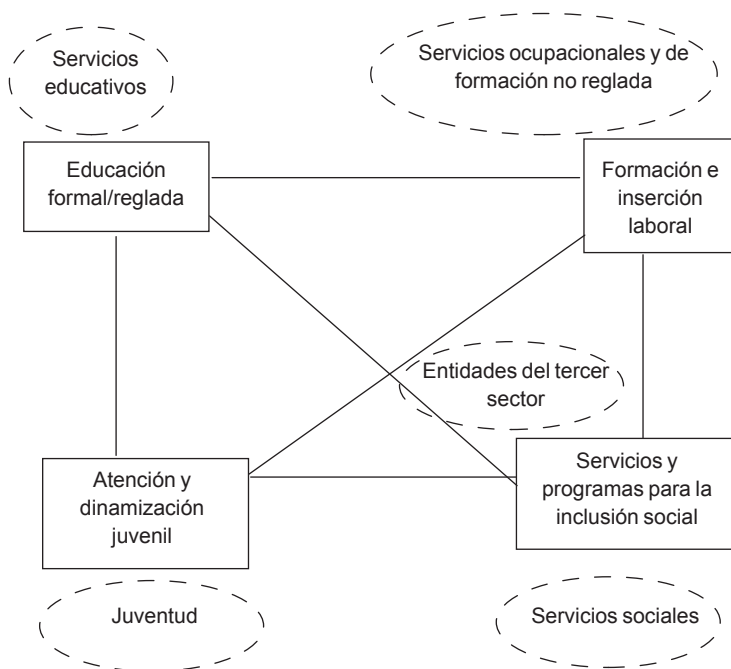 Servicios
educativos
Servicios ocupacionales y de
formación no reglada
Educación
formal/reglada
Formación e
inserción
laboral
Entidades del tercer
sector
Atención y
dinamización
juvenil
Servicios y
programas para la
inclusión social
Juventud
Servicios sociales